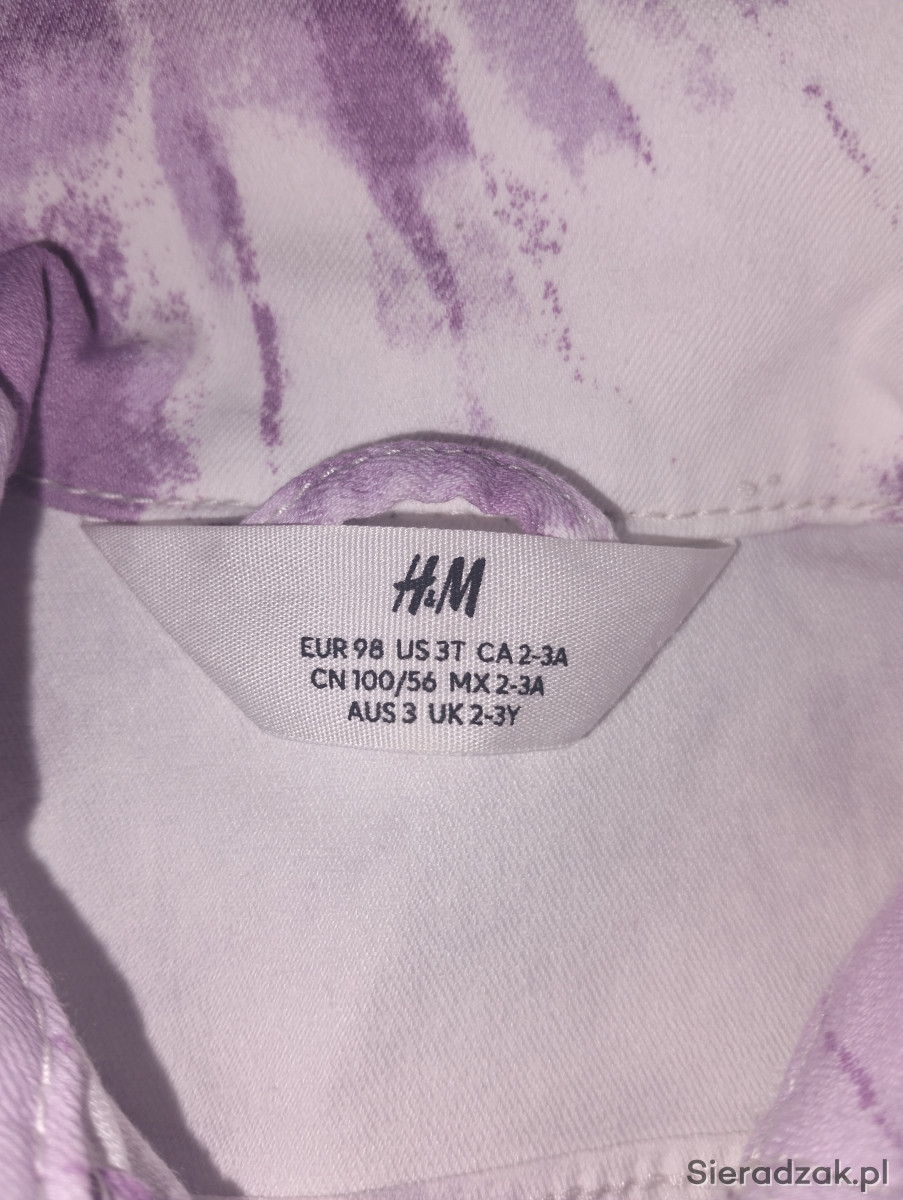 H&M
EUR 98 US 3T CA 2-3A
CN 100/56 MX 2-3A
AUS 3 UK 2-3Y
Sieradzak.pl